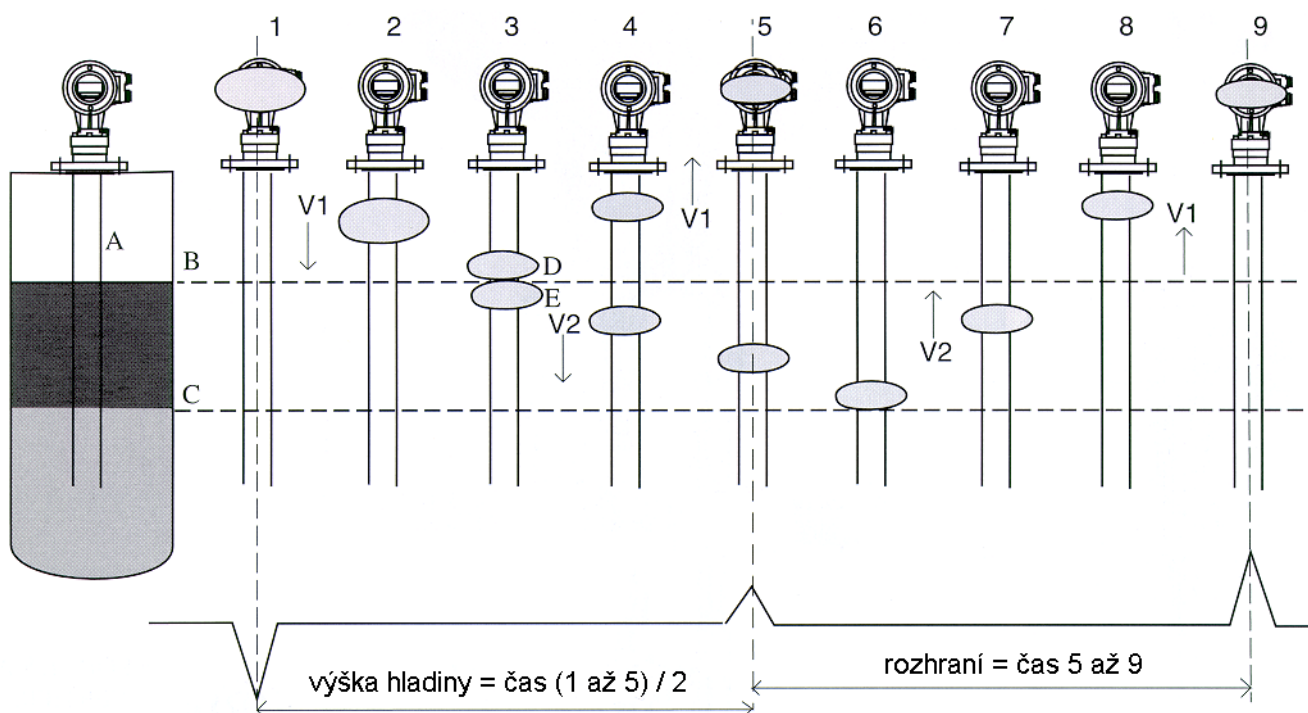 1 2 3 4 5 6 7 8 9
V1 V1 V1
A
B
D
E
V2 V2
C
výška hladiny = čas (1 až 5) / 2
rozhraní = čas 5 až 9